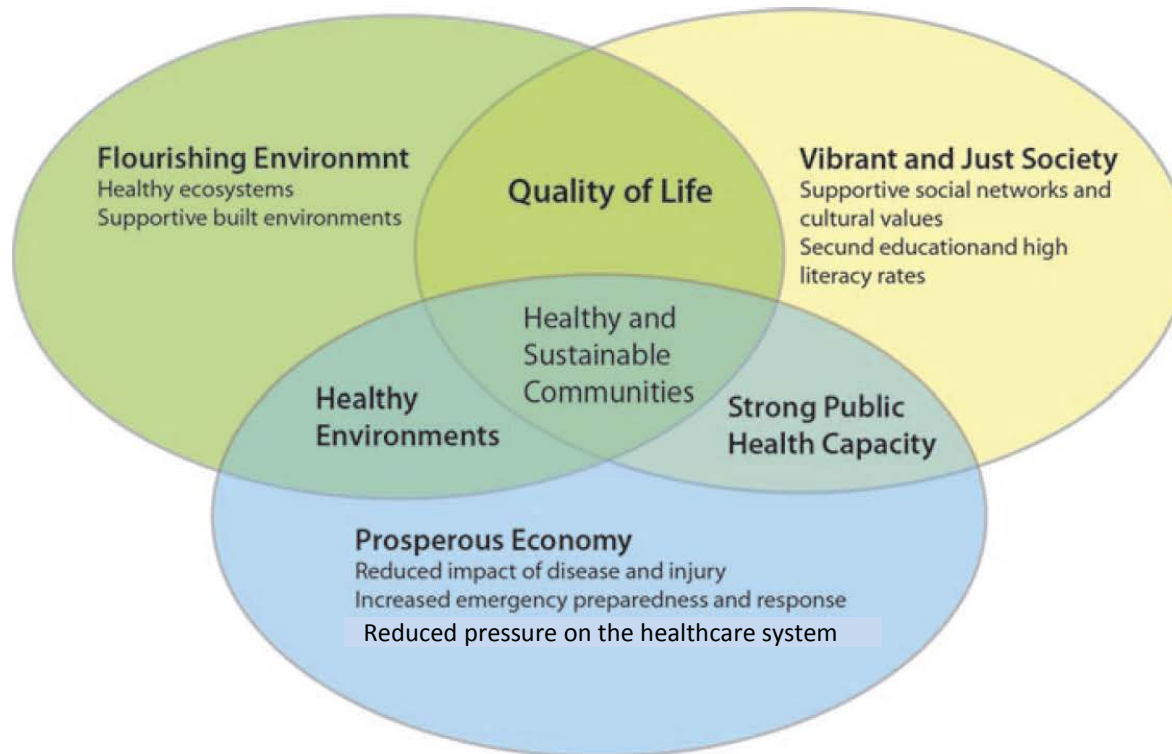 Flourishing Environmnt
Healthy ecosystems
Supportive built environments
Quality of Life
Vibrant and Just Society
Supportive social networks and
cultural values
Secund educationand high
literacy rates
Healthy and
Sustainable
Communities
Healthy
Environments
Strong Public
Health Capacity
Prosperous Economy
Reduced impact of disease and injury
Increased emergency preparedness and response
Reduced pressure on the healthcare system